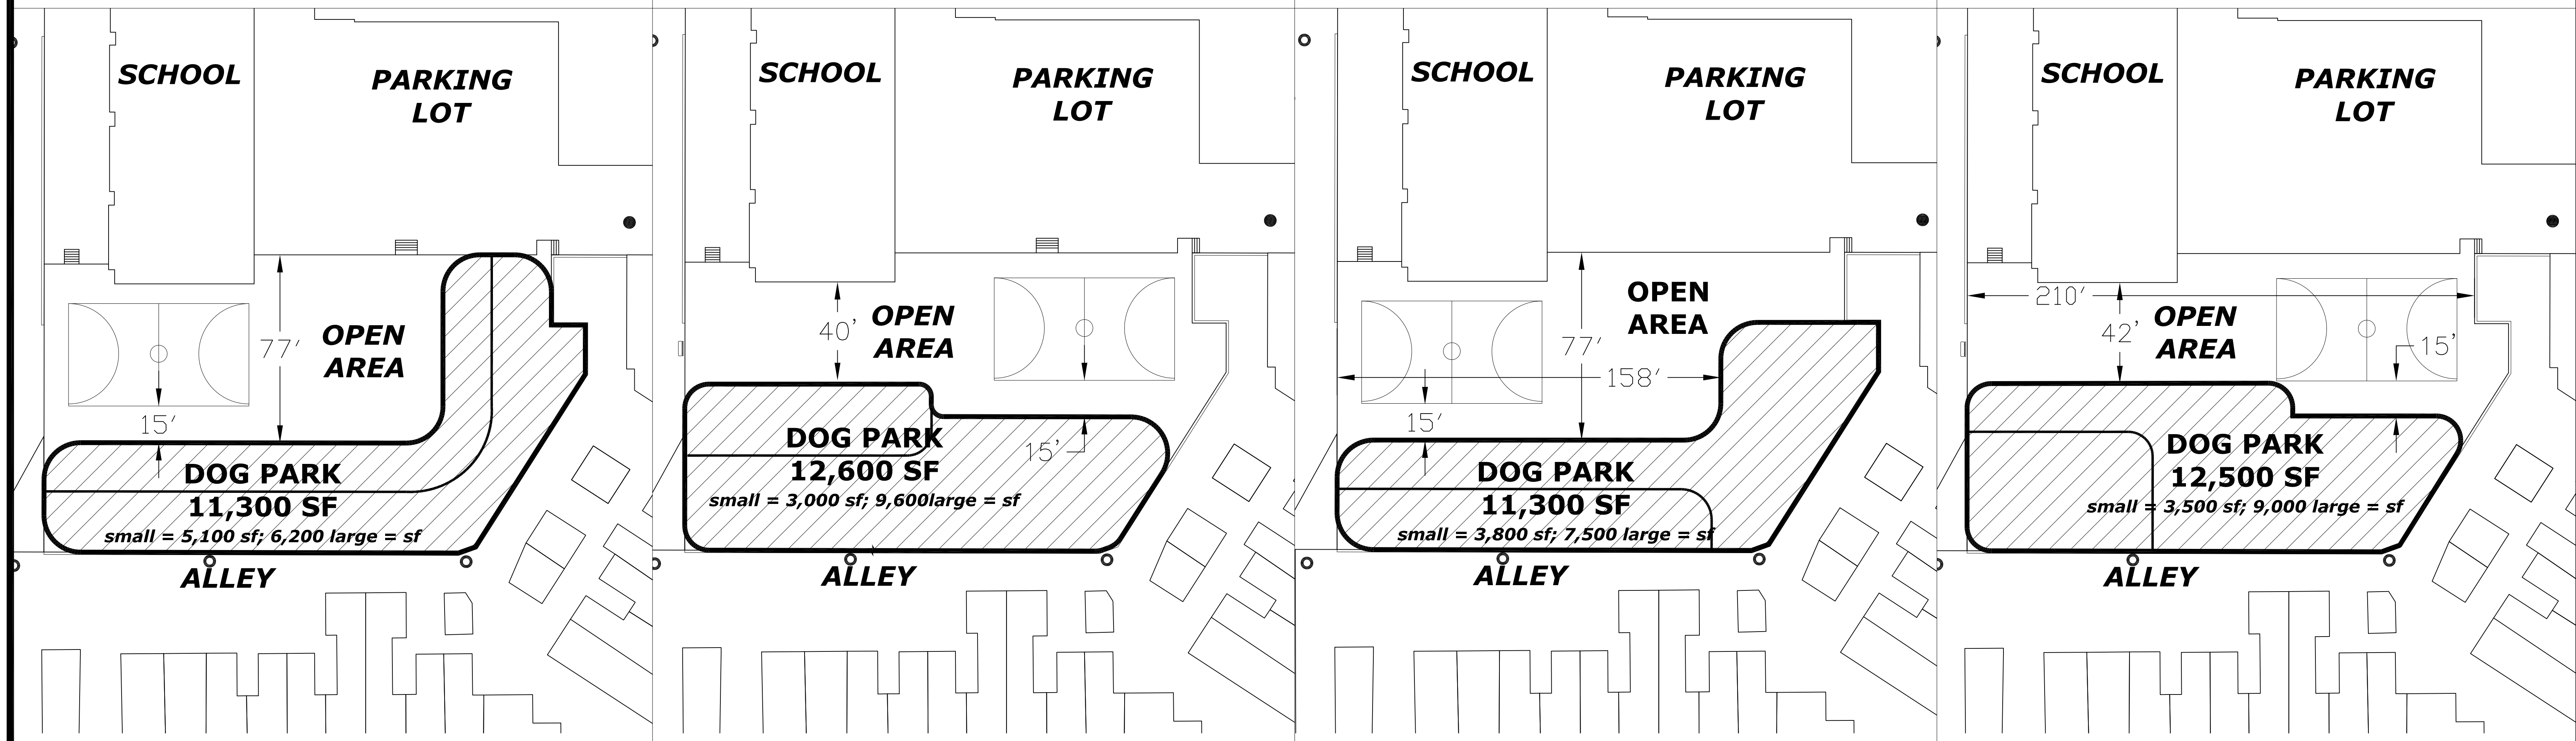 SCHOOL
PARKING
LOT
OPEN
AREA
77'
15'
DOG PARK
11,300 SF
small = 5,100 sf; 6,200 large = sf
ALLEY
SCHOOL
PARKING
LOT
40'
OPEN
AREA
15'
DOG PARK
12,600 SF
small = 3,000 sf; 9,600large = sf
ALLEY
SCHOOL
PARKING
LOT
OPEN
AREA
77'
158'
15'
DOG PARK
11,300 SF
small = 3,800 sf; 7,500 large = sf
ALLEY
SCHOOL
PARKING
LOT
210'
42'
OPEN
AREA
15'
DOG PARK
12,500 SF
small = 3,500 sf; 9,000 large = sf
ALLEY